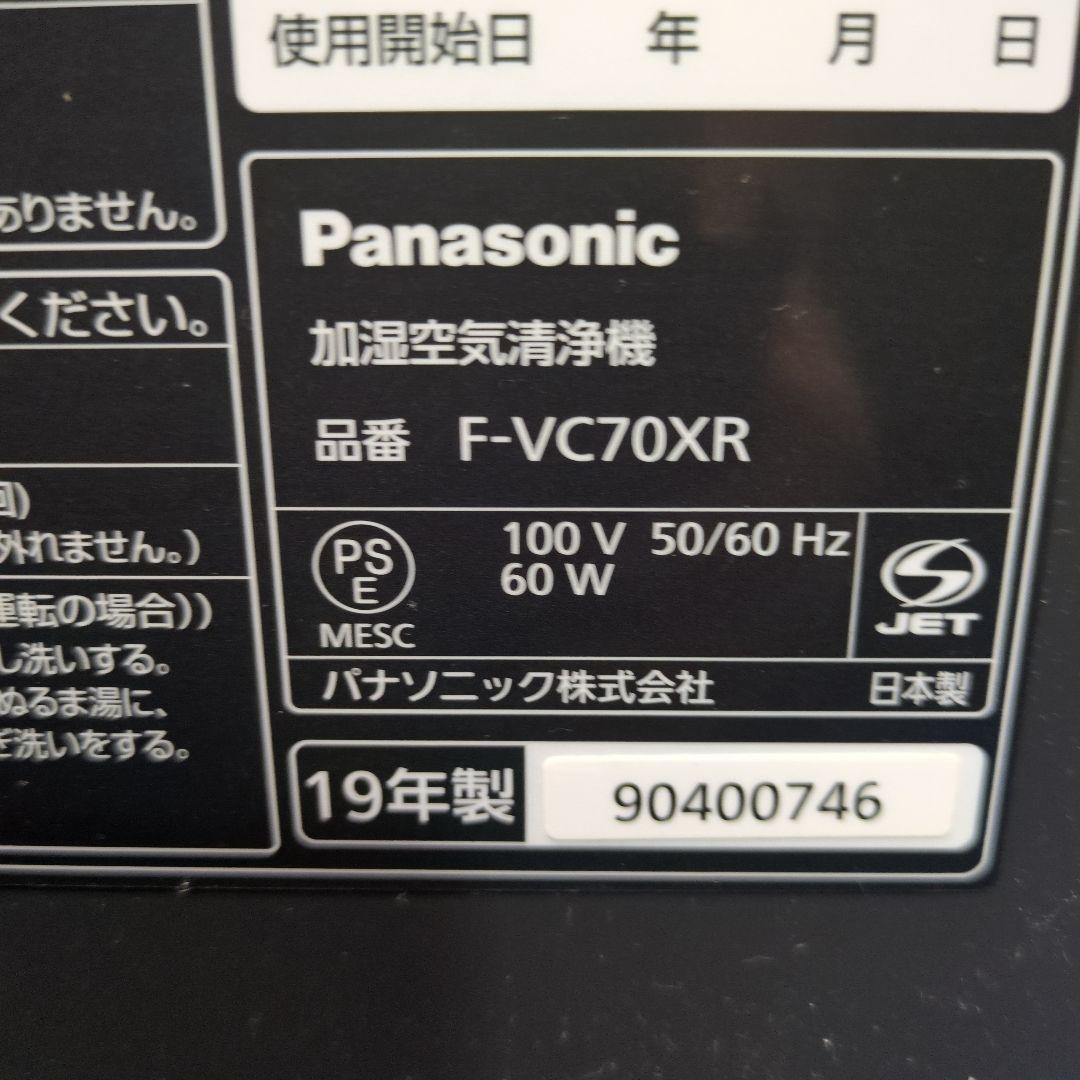 使用開始日 年 月 日
ありません。
ください。
回)
外れません。)
運転の場合))
し洗いする。
ぬるま湯に、
洗いをする。
Panasonic
加湿空気清浄機
品番 F-VC70XR
PS
E
MESC
100 V 50/60 Hz
60 W
JET
パナソニック株式会社 日本製
19年製 90400746